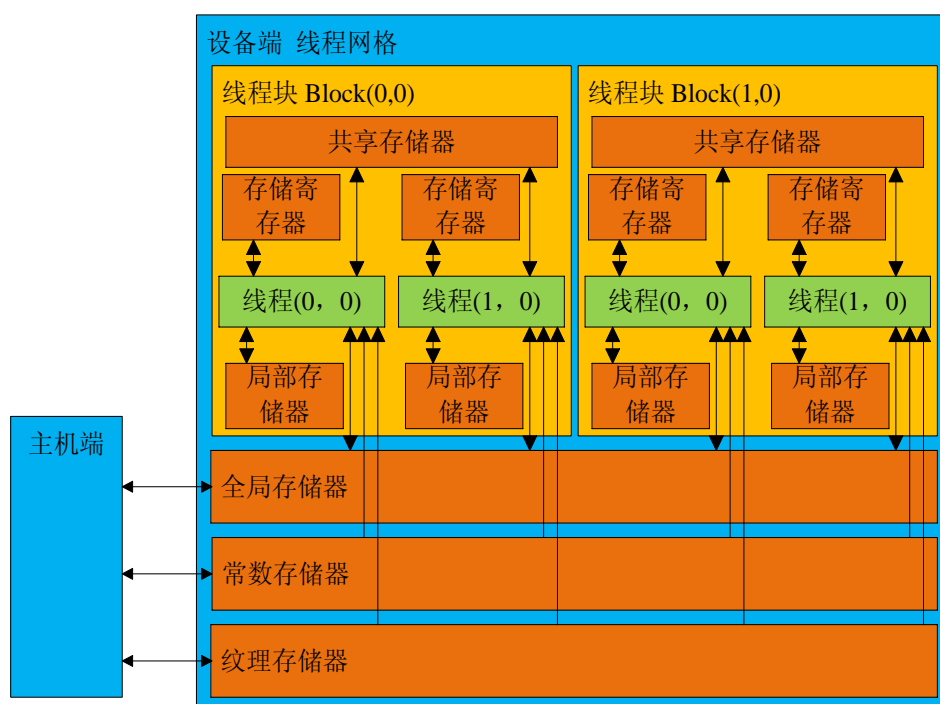 设备端 线程网格
线程块 Block(0,0)
线程块 Block(1,0)
共享存储器
共享存储器
存储寄
存器
存储寄
存器
存储寄
存器
存储寄
存器
线程(0，0)
线程(1，0)
线程(0，0)
线程(1，0)
局部存
储器
局部存
储器
局部存
储器
局部存
储器
主机端
全局存储器
常数存储器
纹理存储器